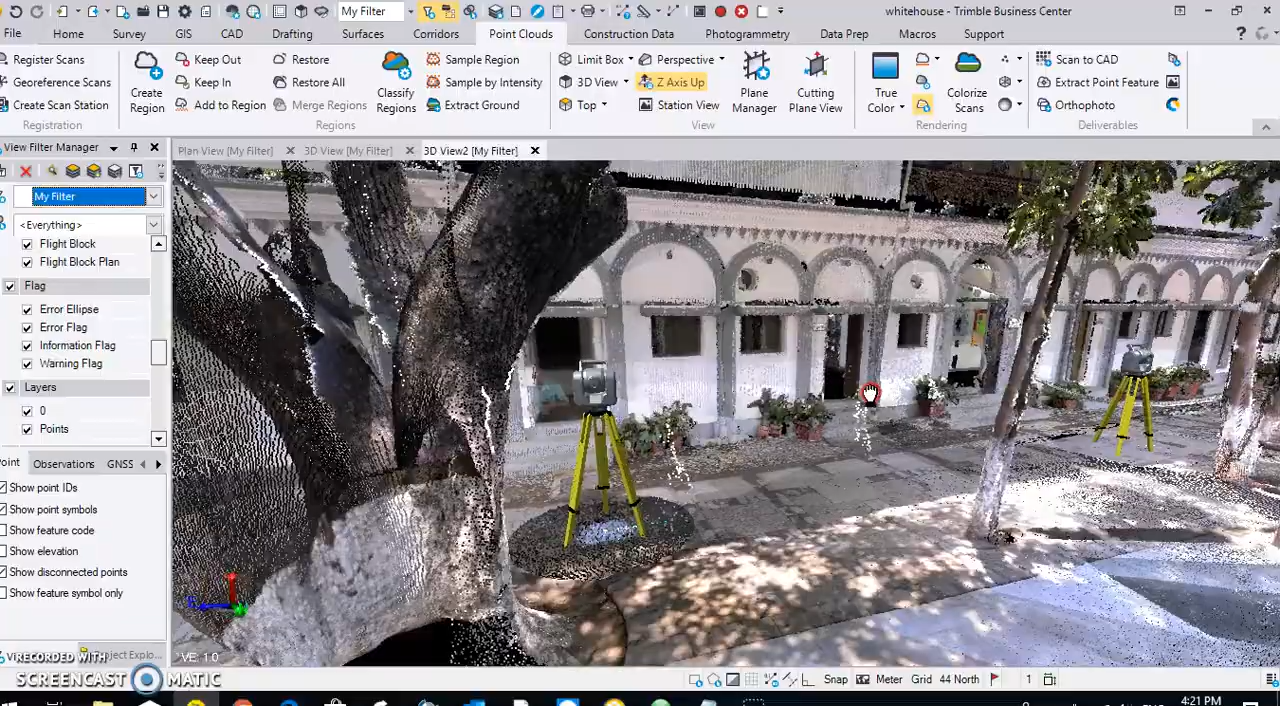 My Filter
whitehouse - Trimble Business Center
File Home Survey GIS CAD Drafting Surfaces Corridors Point Clouds Construction Data Photogrammetry Data Prep Macros Support
Register Scans
Georeference Scans
Create Scan Station
Registration
Create Region
Keep Out
Keep In
Add to Region
Restore
Restore All
Merge Regions
Regions
Classify Regions
Sample Region
Sample by Intensity
Extract Ground
Limit Box
3D View
Top
Perspective
Z Axis Up
Station View
View
Plane Manager
Cutting Plane View
True Color
Colorize Scans
Rendering
Scan to CAD
Extract Point Feature
Orthophoto
Deliverables
View Filter Manager
Plan View [My Filter]
3D View [My Filter]
3D View2 [My Filter]
My Filter
<Everything>
Flight Block
Flight Block Plan
Flag
Error Ellipse
Error Flag
Information Flag
Warning Flag
Layers
0
Points
Point Observations GNSS
Show point IDs
Show point symbols
Show feature code
Show elevation
Show disconnected points
Show feature symbol only
E
VE: 1.0
RECORDED WITH
SCREENCAST MATIC
Snap Meter Grid 44 North 1
4:21 PM